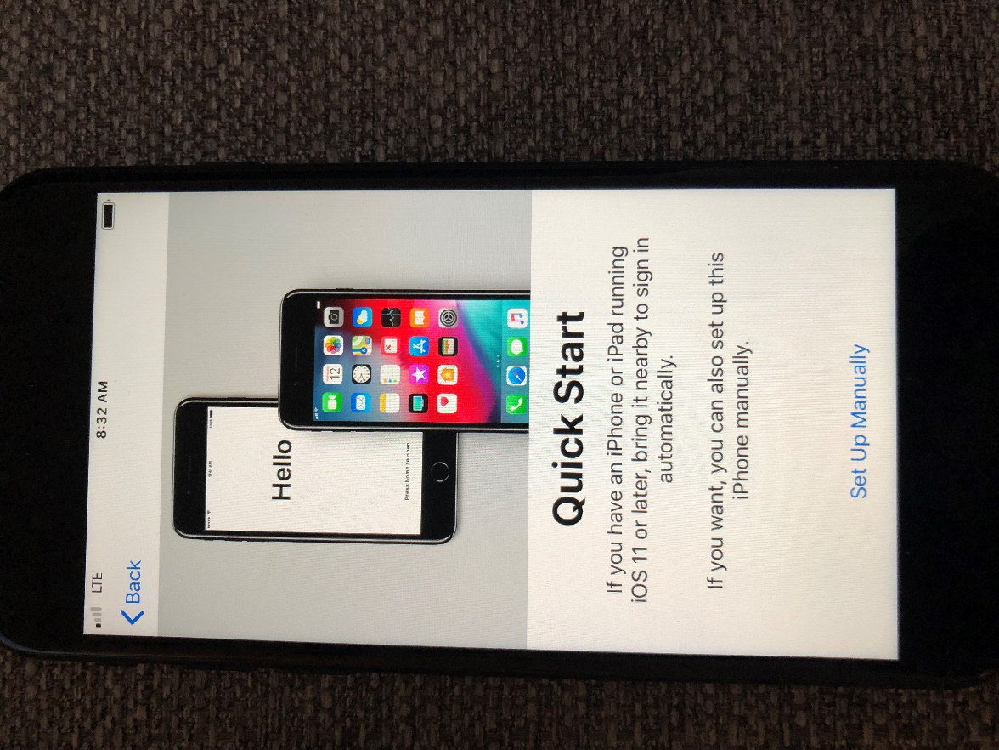 LTE 8:32 AM
Back
Hello
Press home to open
12
Quick Start
If you have an iPhone or iPad running
iOS 11 or later, bring it nearby to sign in
automatically.
If you want, you can also set up this
iPhone manually.
Set Up Manually